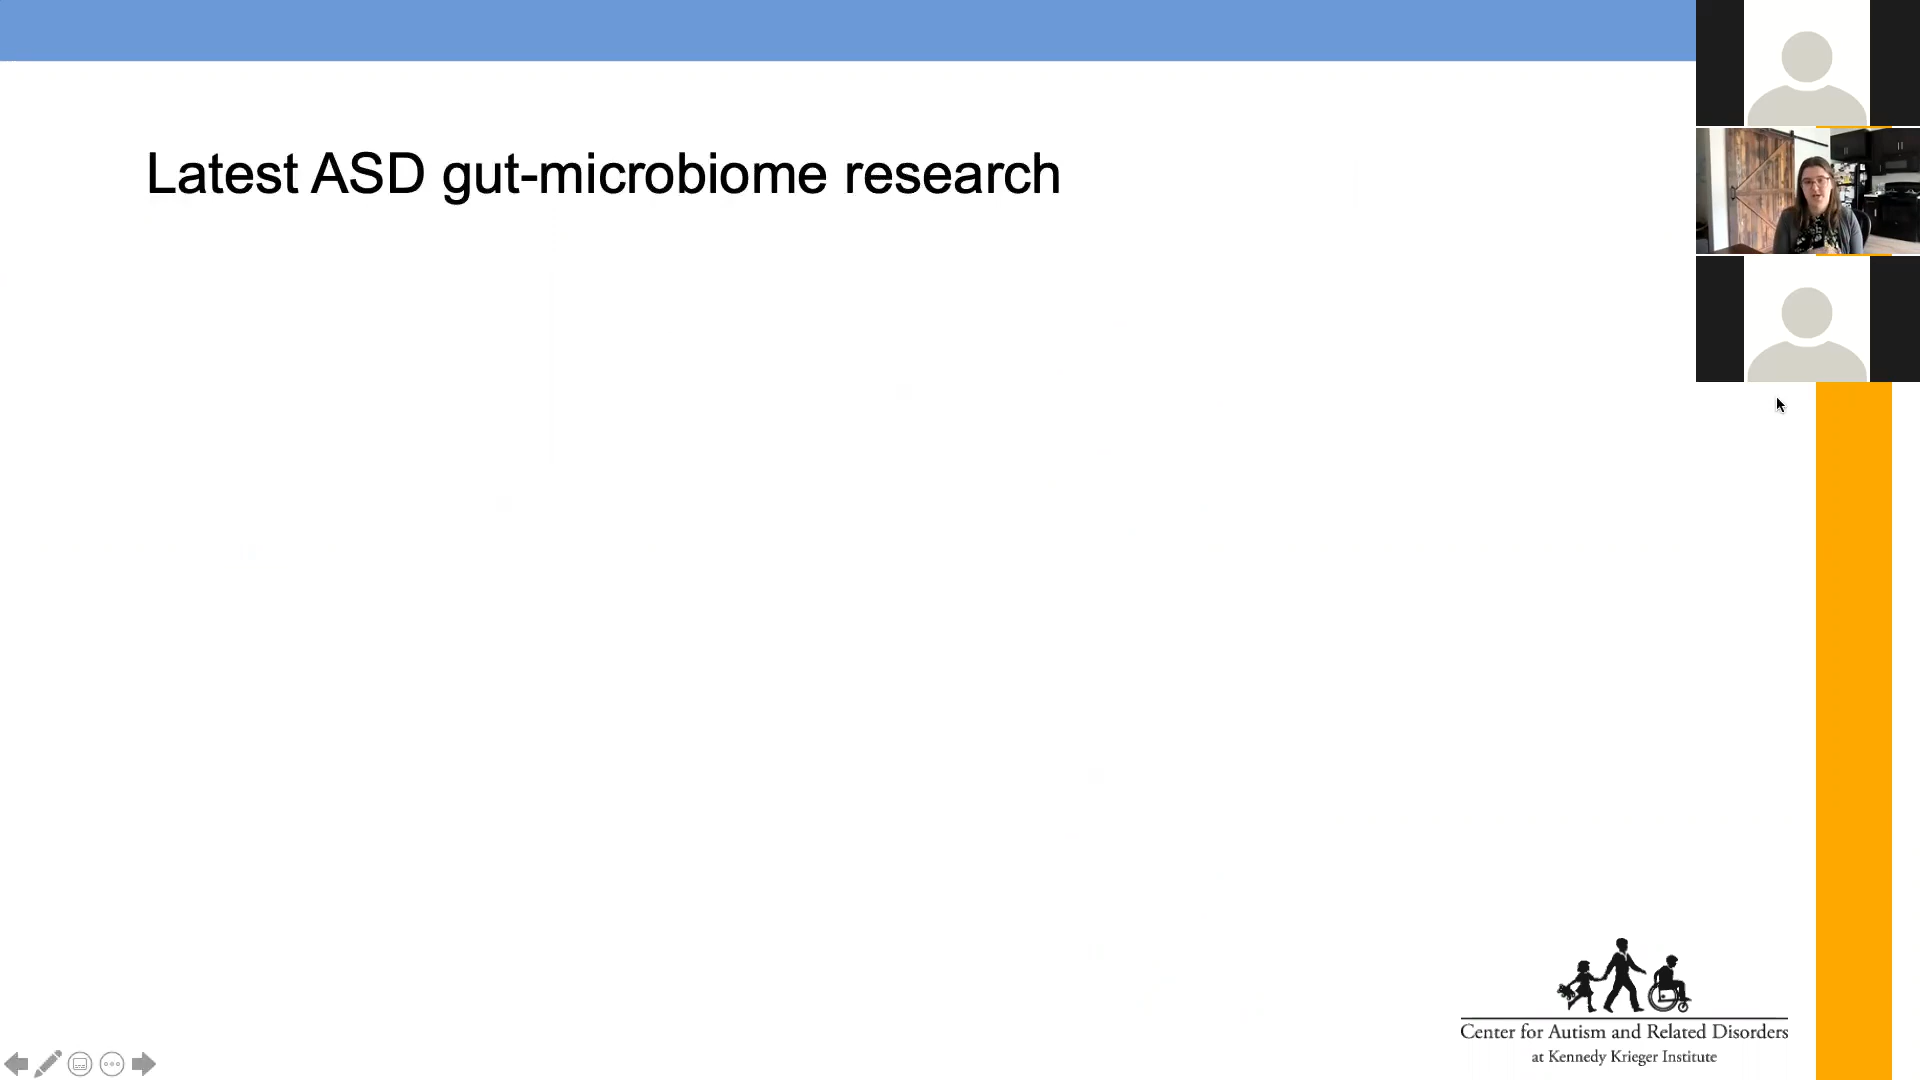 Latest ASD gut-microbiome research
Center for Autism and Related Disorders
at Kennedy Krieger Institute